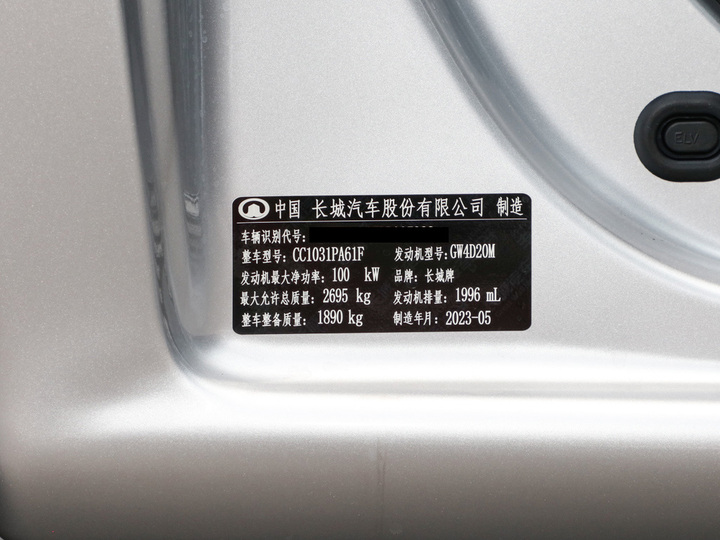 中国 长城汽车股份有限公司 制造
车辆识别代号:
整车型号: CC1031PA61F 发动机型号: GW4D20M
发动机最大净功率: 100 kW 品牌: 长城牌
最大允许总质量: 2695 kg 发动机排量: 1996 mL
整车整备质量: 1890 kg 制造年月: 2023-05
ELV